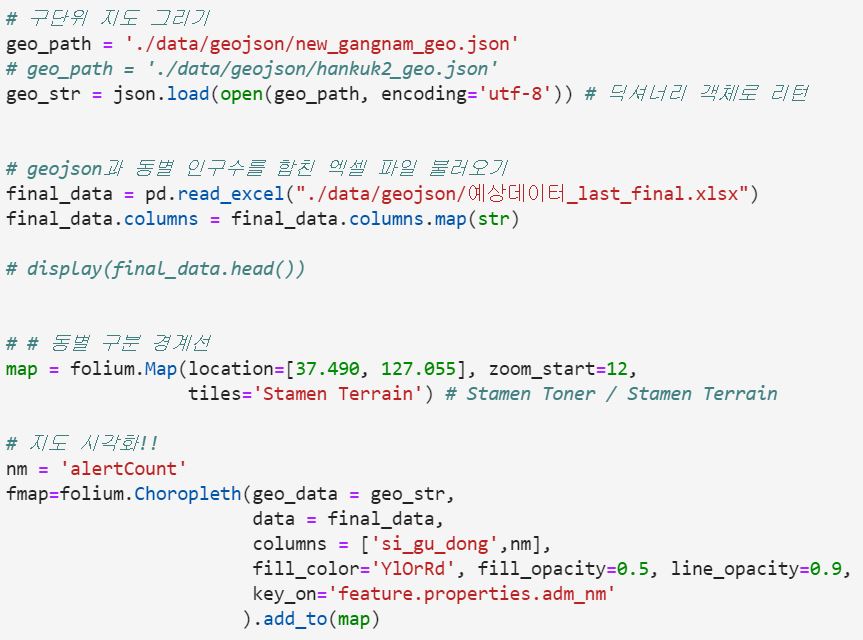 # 구단위 지도 그리기
geo_path = './data/geojson/new_gangnam_geo.json'
# geo_path = './data/geojson/hankuk2_geo.json'
geo_str = json.load(open(geo_path, encoding='utf-8')) # 딕셔너리 객체로 리턴
# geojson과 동별 인구수를 합친 엑셀 파일 불러오기
final_data = pd.read_excel("./data/geojson/예상데이터_last_final.xlsx")
final_data.columns = final_data.columns.map(str)
# display(final_data.head())
# # 동별 구분 경계선
map = folium.Map(location=[37.490, 127.055], zoom_start=12,
tiles='Stamen Terrain') # Stamen Toner / Stamen Terrain
# 지도 시각화!!
nm = 'alertCount'
fmap=folium.Choropleth(geo_data = geo_str,
data = final_data,
columns = ['si_gu_dong',nm],
fill_color='YlOrRd', fill_opacity=0.5, line_opacity=0.9,
key_on='feature.properties.adm_nm'
).add_to(map)